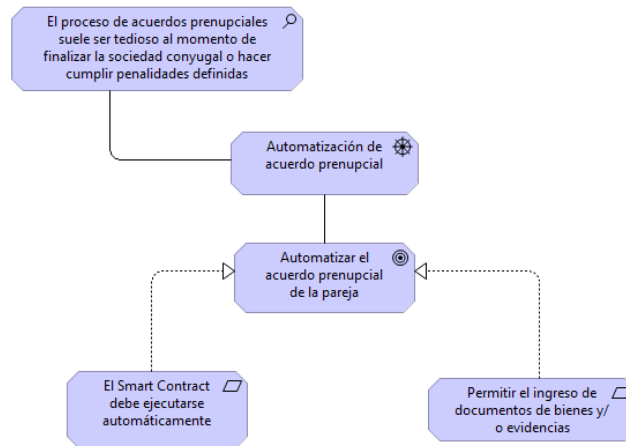 El proceso de acuerdos prenupciales
suele ser tedioso al momento de
finalizar la sociedad conyugal o hacer
cumplir penalidades definidas
Automatización de
acuerdo prenupcial
Automatizar el
acuerdo prenupcial
de la pareja
El Smart Contract
debe ejecutarse
automáticamente
Permitir el ingreso de
documentos de bienes y/
o evidencias